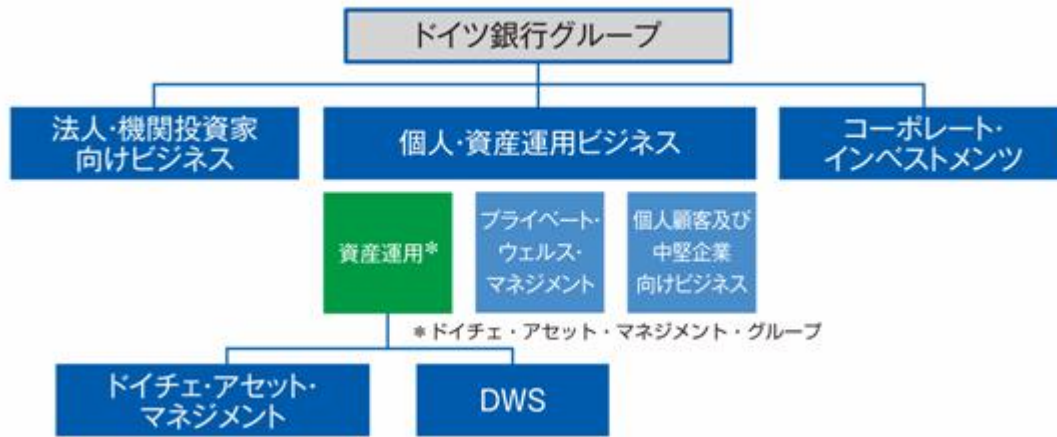 ドイツ銀行グループ
法人・機関投資家
向けビジネス
個人・資産運用ビジネス
コーポレート・
インベストメンツ
資産運用*
プライベート・
ウェルス・
マネジメント
個人顧客及び
中堅企業
向けビジネス
*ドイチェ・アセット・マネジメント・グループ
ドイチェ・アセット・
マネジメント
DWS